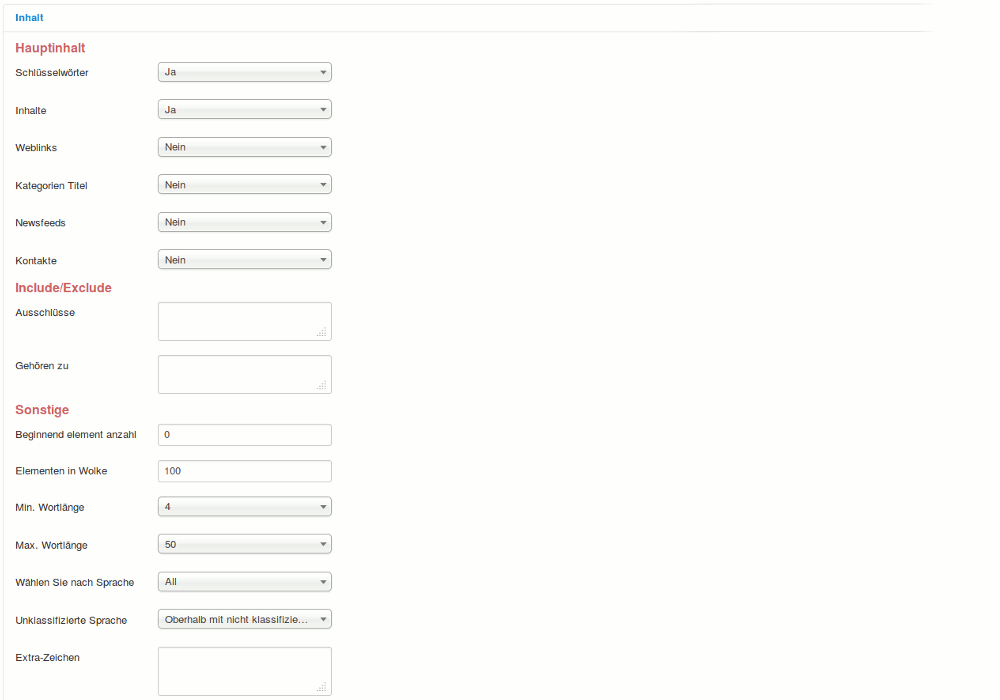 Inhalt
Hauptinhalt
Schlüsselwörter Ja
Inhalte Ja
Weblinks Nein
Kategorien Titel Nein
Newsfeeds Nein
Kontakte Nein
Include/Exclude
Ausschlüsse
Gehören zu
Sonstige
Beginnend element anzahl 0
Elementen in Wolke 100
Min. Wortlänge 4
Max. Wortlänge 50
Wählen Sie nach Sprache All
Unklassifizierte Sprache Oberhalb mit nicht klassifizie...
Extra-Zeichen